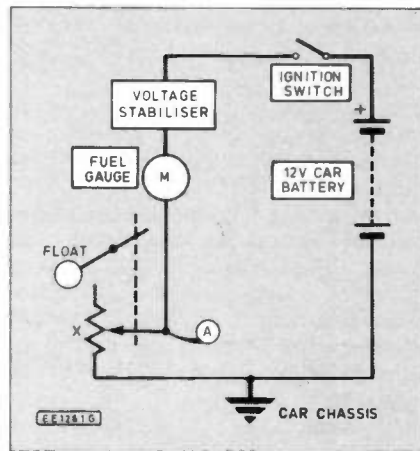 IGNITION
SWITCH
VOLTAGE
STABILISER
+
FUEL
GAUGE
M
12V CAR
BATTERY
FLOAT
X
A
EE1281G
CAR CHASSIS